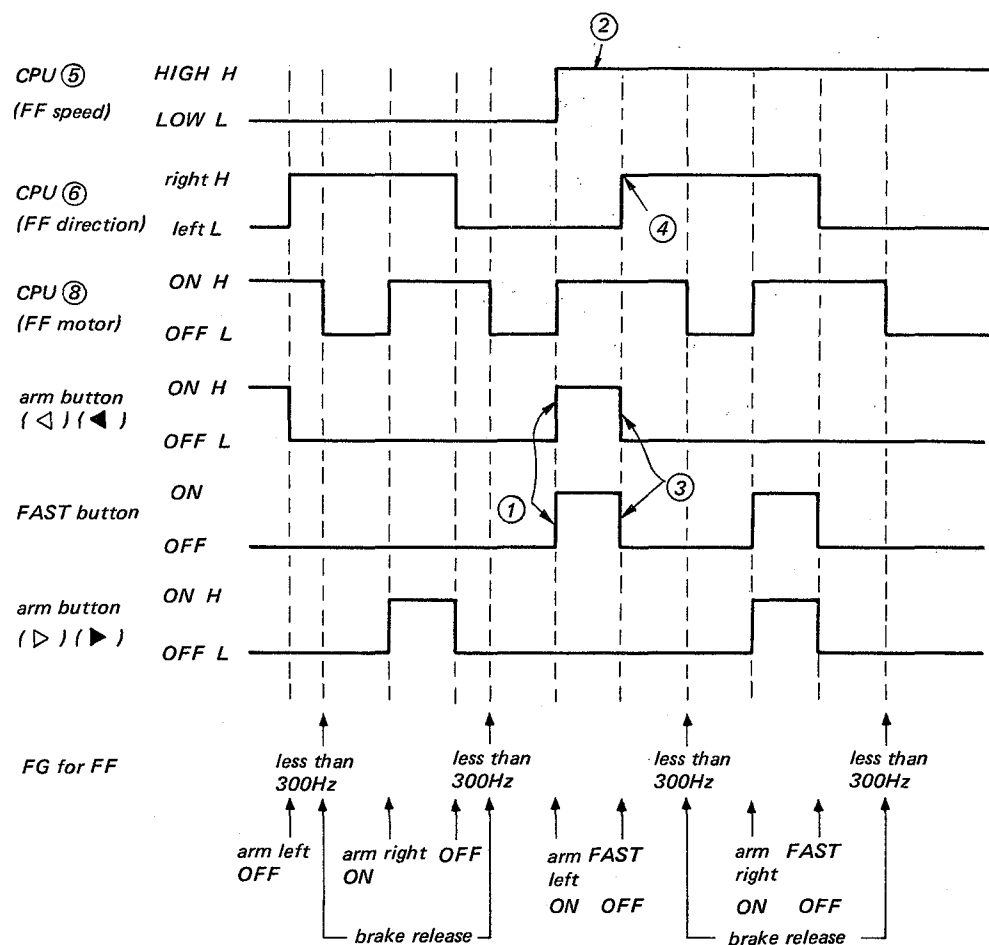 ②
CPU ⑤ HIGH H
(FF speed) LOW L
CPU ⑥ right H
(FF direction) left L
④
CPU ⑧ ON H
(FF motor) OFF L
arm button ON H
( ◁ ) ( ◀ ) OFF L
ON
FAST button ① ③
OFF
arm button ON H
( ▷ ) ( ▶ ) OFF L
FG for FF less than less than less than less than
300Hz 300Hz 300Hz 300Hz
arm left arm right OFF arm FAST arm FAST
OFF ON left right
ON OFF ON OFF
brake release brake release